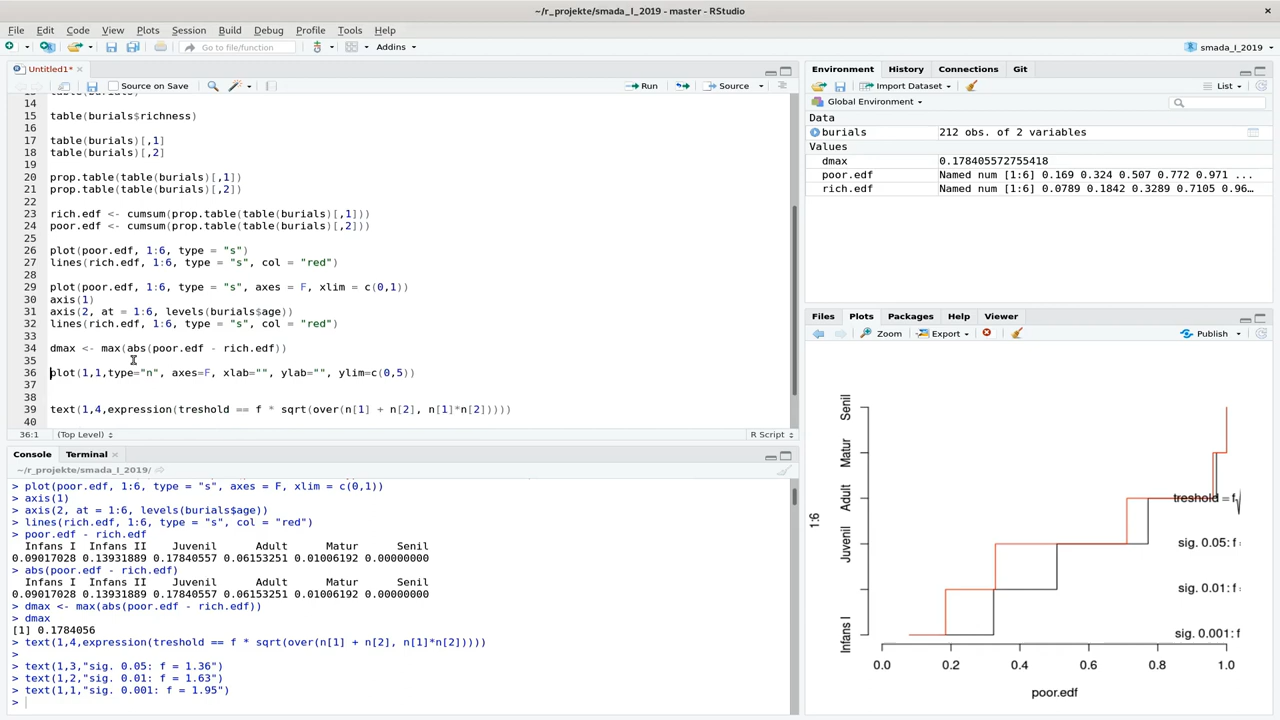 ~/r_projekte/smada_I_2019 - master - RStudio
File Edit Code View Plots Session Build Debug Profile Tools Help
Go to file/function Addins smada_I_2019
Untitled1*
Source on Save Run Source
14
15 table(burials$richness)
16
17 table(burials)[,1]
18 table(burials)[,2]
19
20 prop.table(table(burials)[,1])
21 prop.table(table(burials)[,2])
22
23 rich.edf <- cumsum(prop.table(table(burials)[,1]))
24 poor.edf <- cumsum(prop.table(table(burials)[,2]))
25
26 plot(poor.edf, 1:6, type = "s")
27 lines(rich.edf, 1:6, type = "s", col = "red")
28
29 plot(poor.edf, 1:6, type = "s", axes = F, xlim = c(0,1))
30 axis(1)
31 axis(2, at = 1:6, levels(burials$age))
32 lines(rich.edf, 1:6, type = "s", col = "red")
33
34 dmax <- max(abs(poor.edf - rich.edf))
35
36 plot(1,1,type="n", axes=F, xlab="", ylab="", ylim=c(0,5))
37
38
39 text(1,4,expression(treshold == f * sqrt(over(n[1] + n[2], n[1]*n[2]))))
40
36:1 (Top Level) R Script
Console Terminal
~/r_projekte/smada_I_2019/
> plot(poor.edf, 1:6, type = "s", axes = F, xlim = c(0,1))
> axis(1)
> axis(2, at = 1:6, levels(burials$age))
> lines(rich.edf, 1:6, type = "s", col = "red")
> poor.edf - rich.edf
Infans I Infans II Juvenil Adult Matur Senil
0.09017028 0.13931889 0.17840557 0.06153251 0.01006192 0.00000000
> abs(poor.edf - rich.edf)
Infans I Infans II Juvenil Adult Matur Senil
0.09017028 0.13931889 0.17840557 0.06153251 0.01006192 0.00000000
> dmax <- max(abs(poor.edf - rich.edf))
> dmax
[1] 0.1784056
> text(1,4,expression(treshold == f * sqrt(over(n[1] + n[2], n[1]*n[2]))))
>
> text(1,3,"sig. 0.05: f = 1.36")
> text(1,2,"sig. 0.01: f = 1.63")
> text(1,1,"sig. 0.001: f = 1.95")
>
Environment History Connections Git
Import Dataset List
Global Environment
Data
burials 212 obs. of 2 variables
Values
dmax 0.178405572755418
poor.edf Named num [1:6] 0.169 0.324 0.507 0.772 0.971 ...
rich.edf Named num [1:6] 0.0789 0.1842 0.3289 0.7105 0.96…
Files Plots Packages Help Viewer
Zoom Export Publish
Senil
Matur
Adult
Juvenil
Infans I
1:6
treshold = f
sig. 0.05: f
sig. 0.01: f
sig. 0.001: f
0.0 0.2 0.4 0.6 0.8 1.0
poor.edf